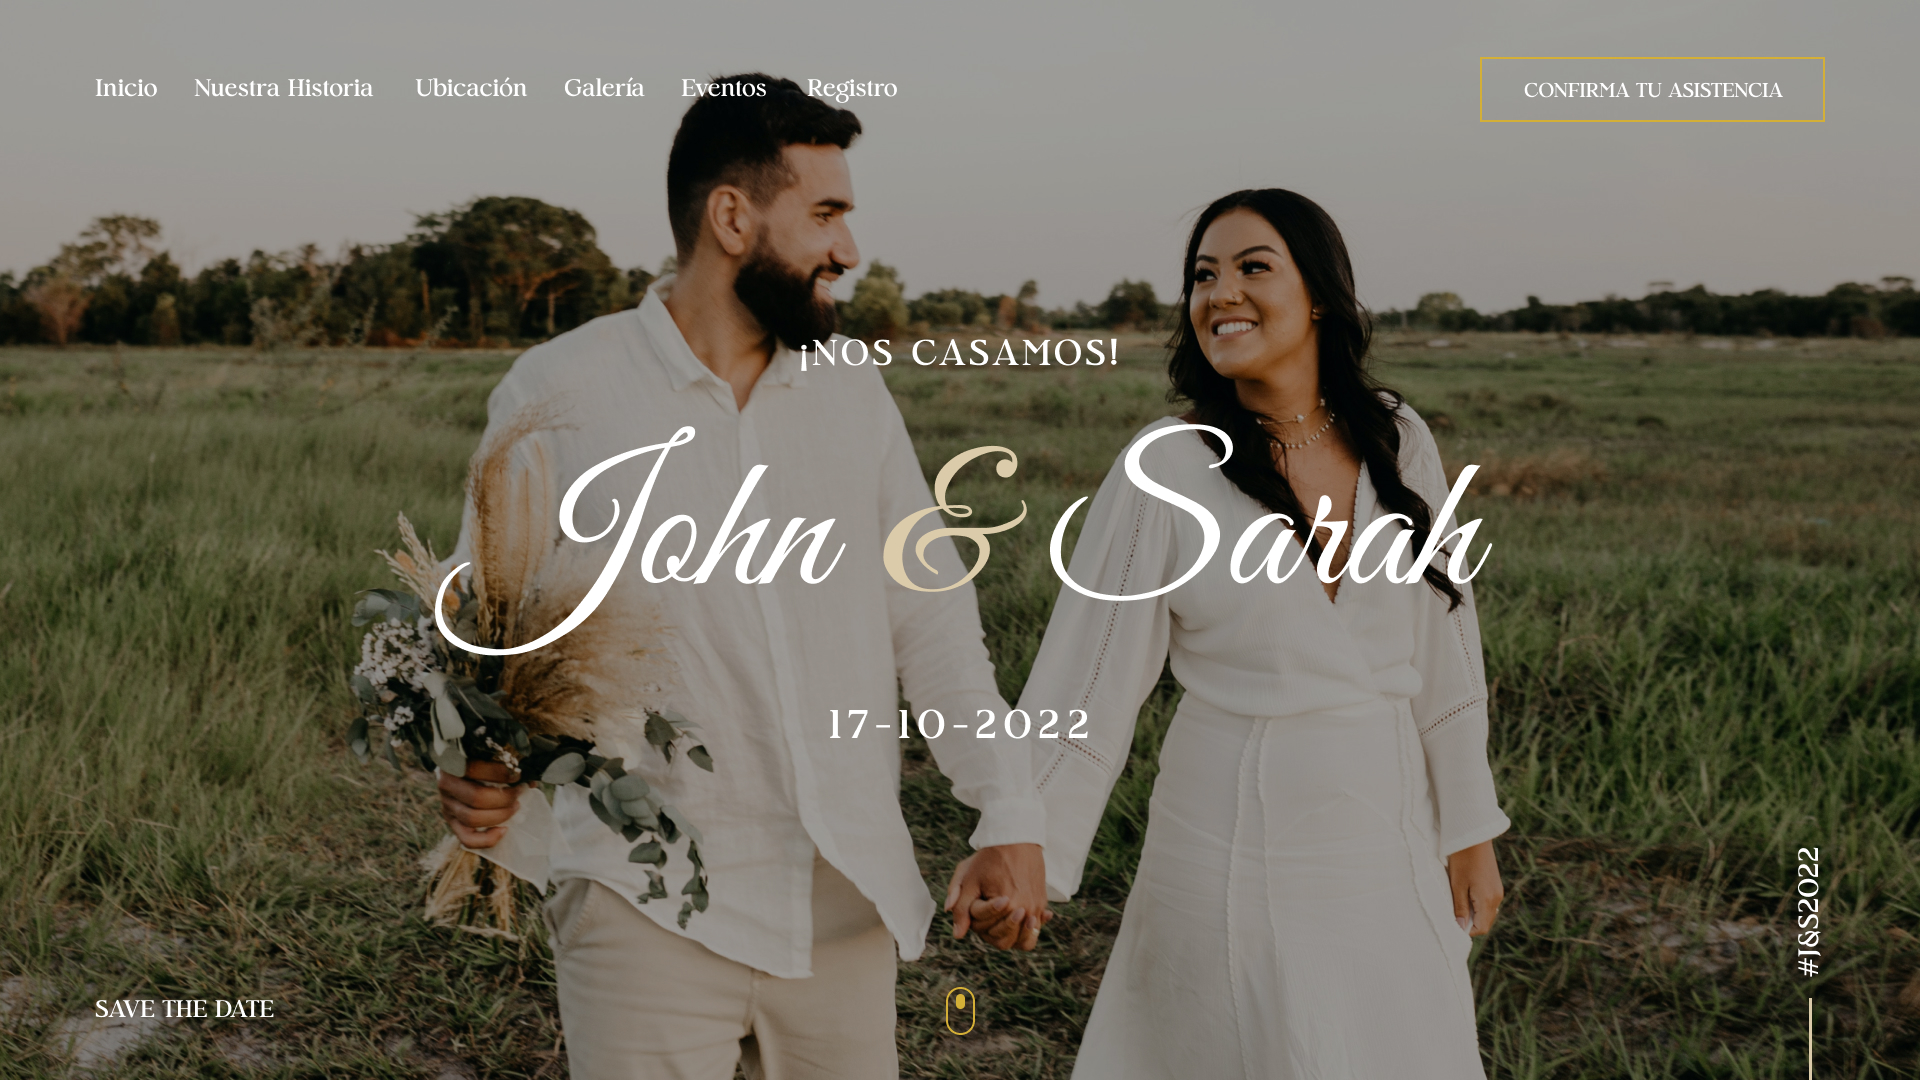 Inicio Nuestra Historia Ubicación Galería Eventos Registro
CONFIRMA TU ASISTENCIA
¡NOS CASAMOS!
John & Sarah
17-10-2022
#J&S2022
SAVE THE DATE